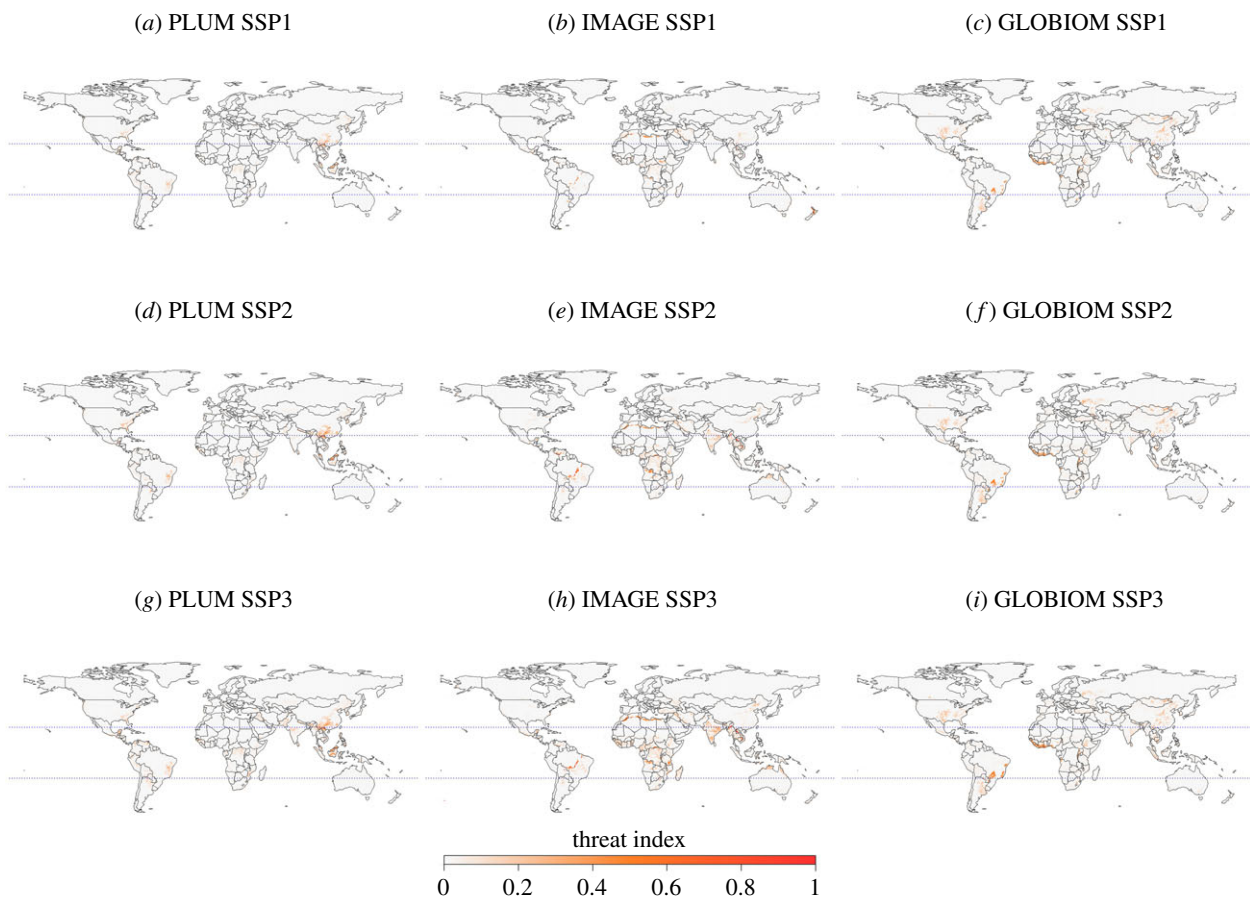 (a) PLUM SSP1
(b) IMAGE SSP1
(c) GLOBIOM SSP1
(d) PLUM SSP2
(e) IMAGE SSP2
(f) GLOBIOM SSP2
(g) PLUM SSP3
(h) IMAGE SSP3
(i) GLOBIOM SSP3
threat index
0 0.2 0.4 0.6 0.8 1